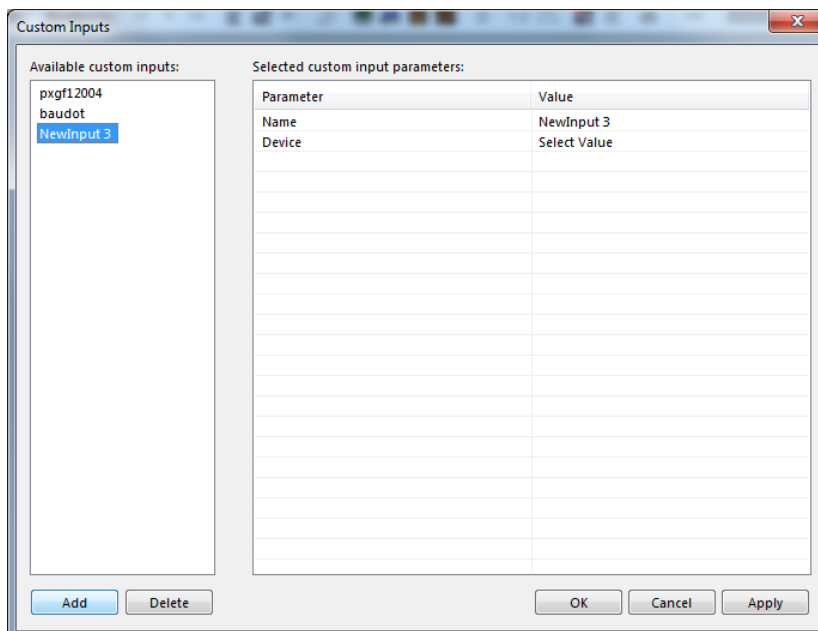 Custom Inputs
Available custom inputs:
pxgf12004
baudot
NewInput 3
Selected custom input parameters:
Parameter Value
Name NewInput 3
Device Select Value
Add Delete OK Cancel Apply